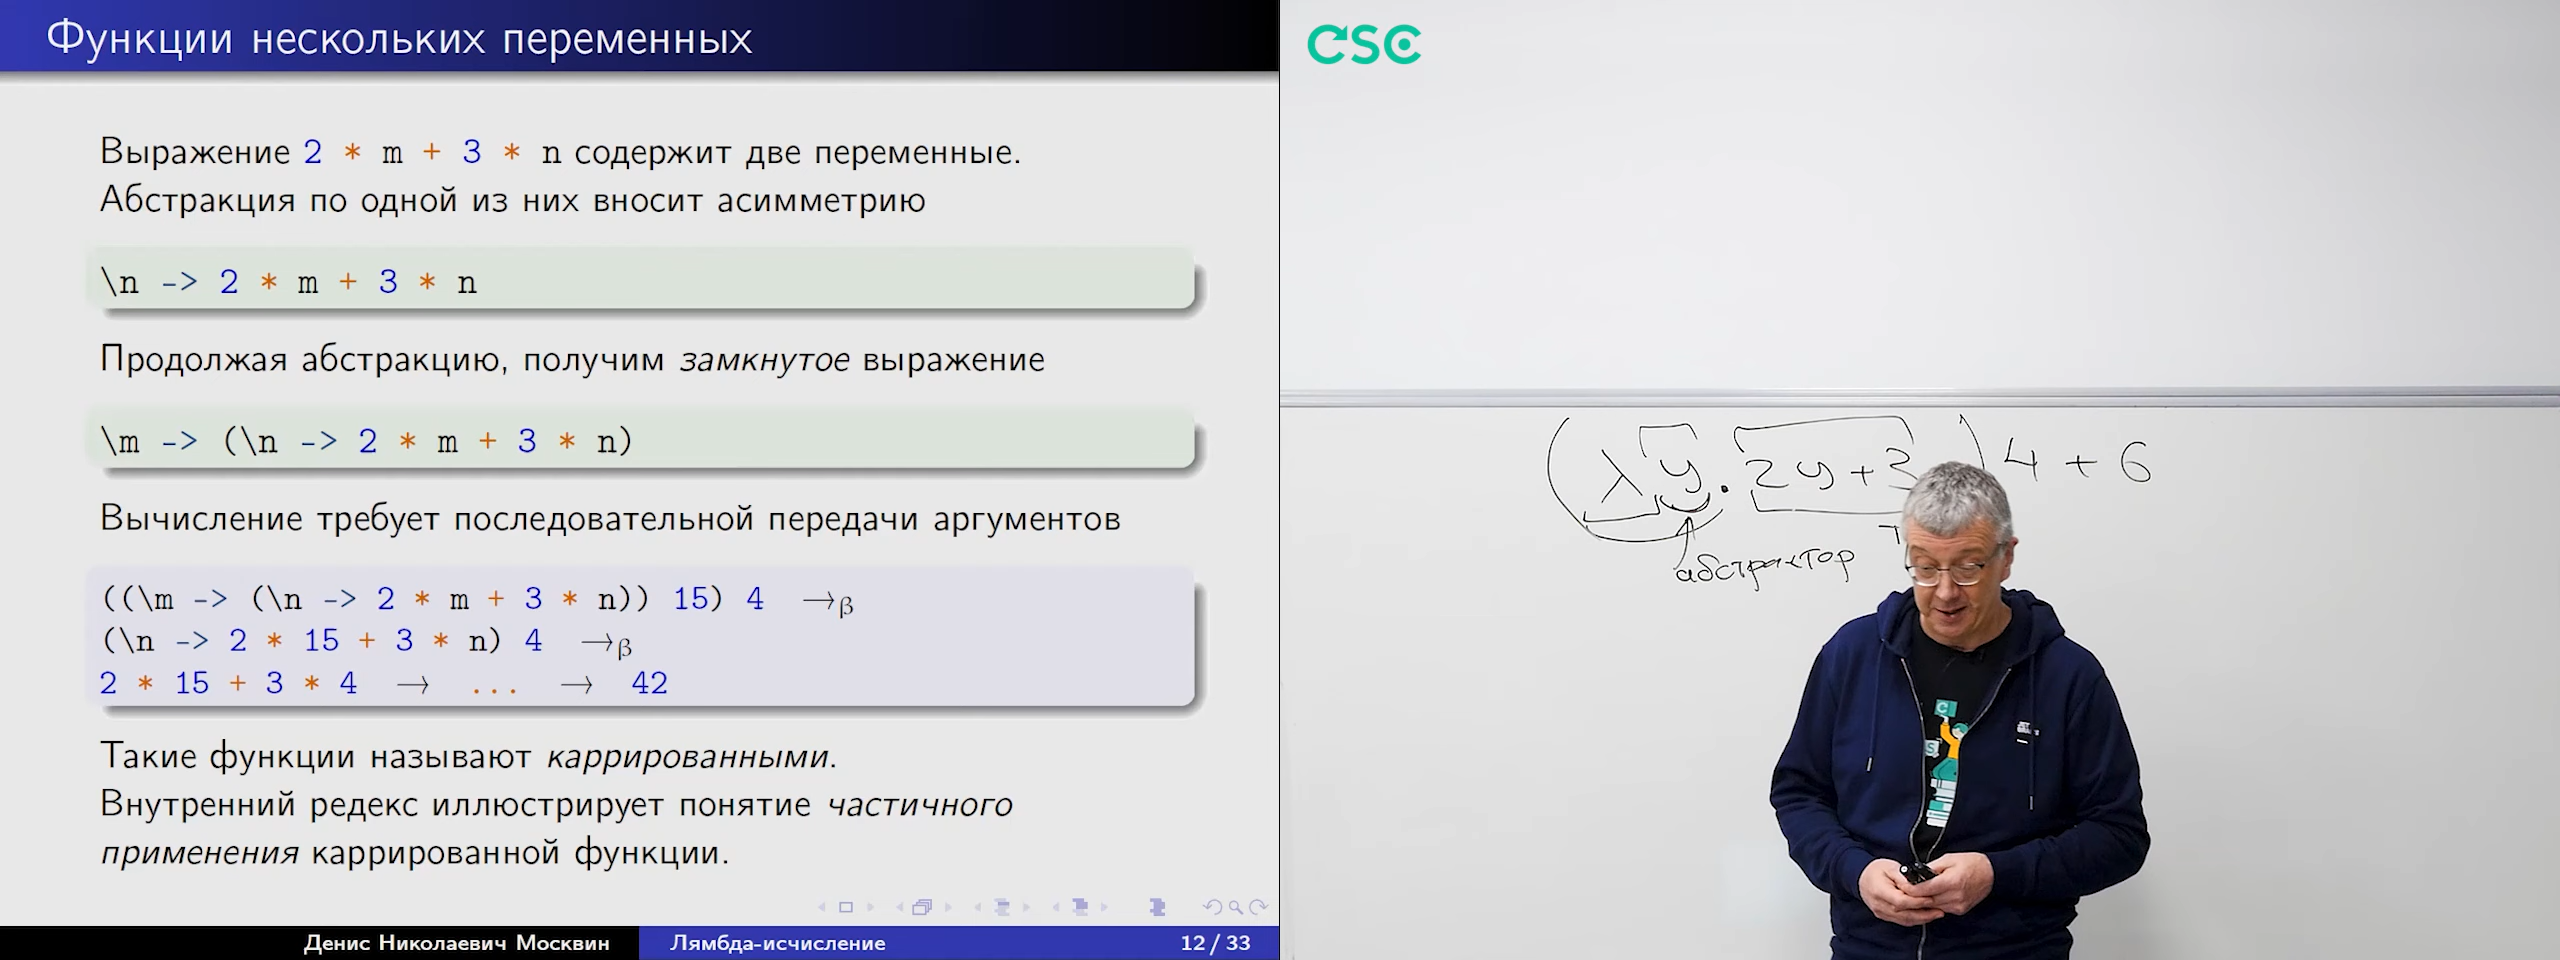 Функции нескольких переменных
Выражение 2 * m + 3 * n содержит две переменные.
Абстракция по одной из них вносит асимметрию
\n -> 2 * m + 3 * n
Продолжая абстракцию, получим замкнутое выражение
\m -> (\n -> 2 * m + 3 * n)
Вычисление требует последовательной передачи аргументов
((\m -> (\n -> 2 * m + 3 * n)) 15) 4 →β
(\n -> 2 * 15 + 3 * n) 4 →β
2 * 15 + 3 * 4 → ... → 42
Такие функции называют каррированными.
Внутренний редекс иллюстрирует понятие частичного
применения каррированной функции.
Денис Николаевич Москвин Лямбда-исчисление 12 / 33
CSC
(λy. 2y+3) 4 + 6
абстрактор